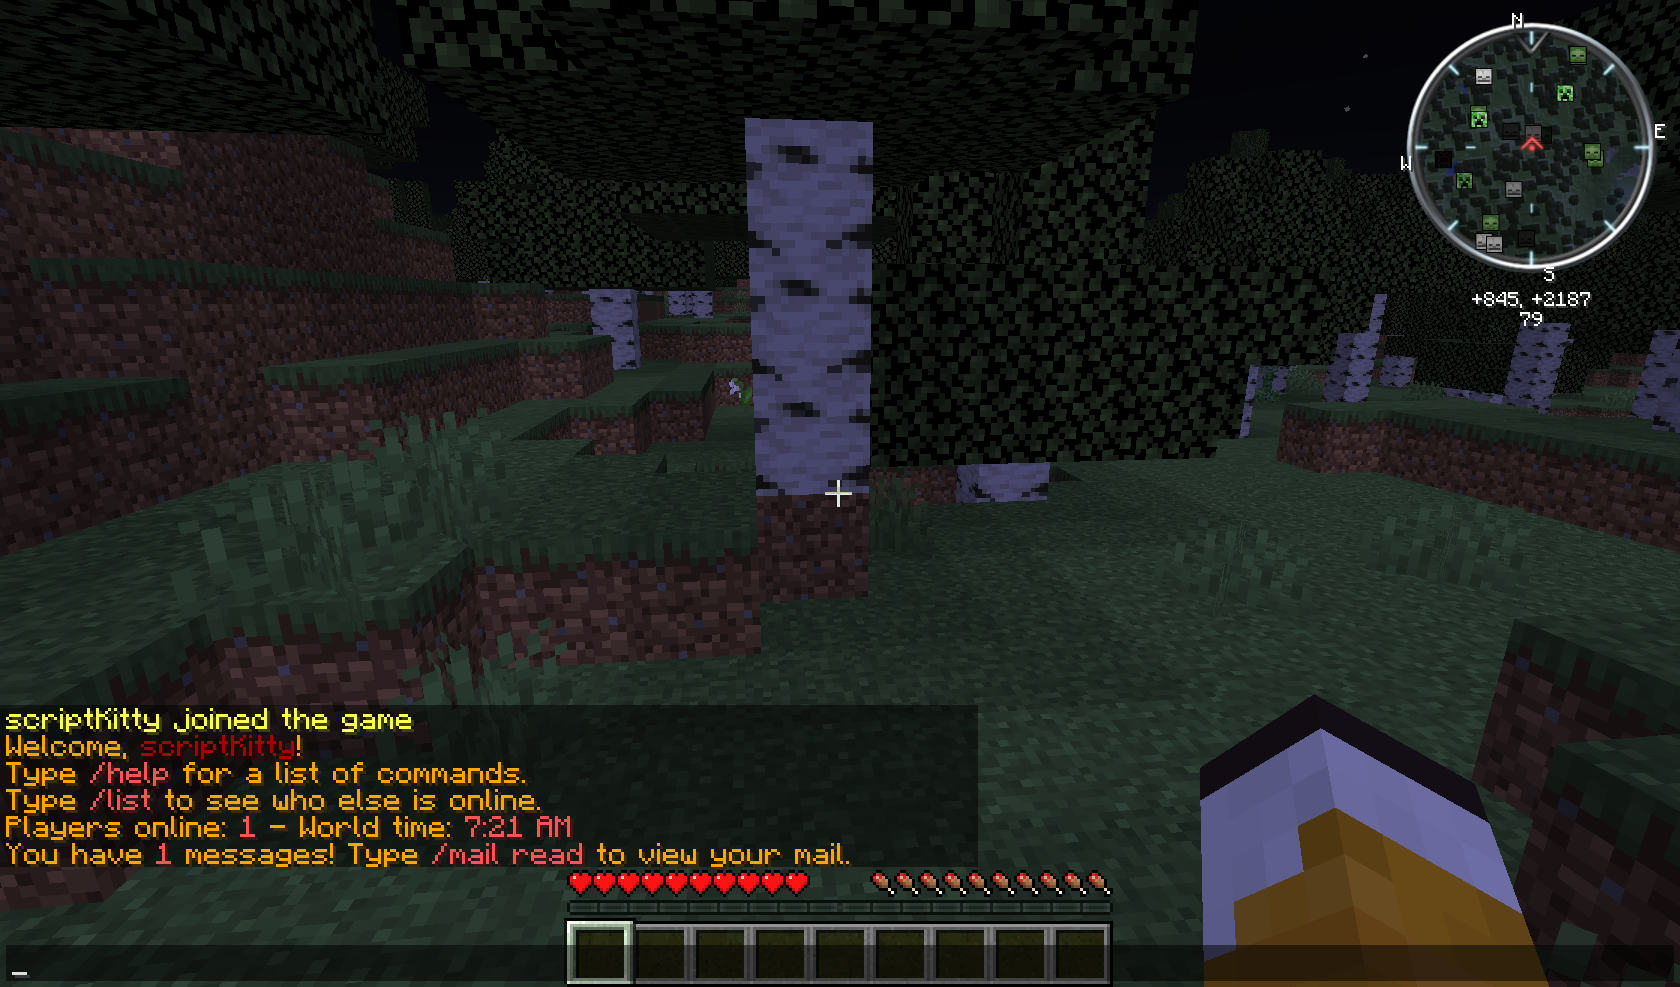 N
E
W
S
+845, +2187
79
scriptKitty joined the game
Welcome, scriptKitty!
Type /help for a list of commands.
Type /list to see who else is online.
Players online: 1 - World time: 7:21 AM
You have 1 messages! Type /mail read to view your mail.
_